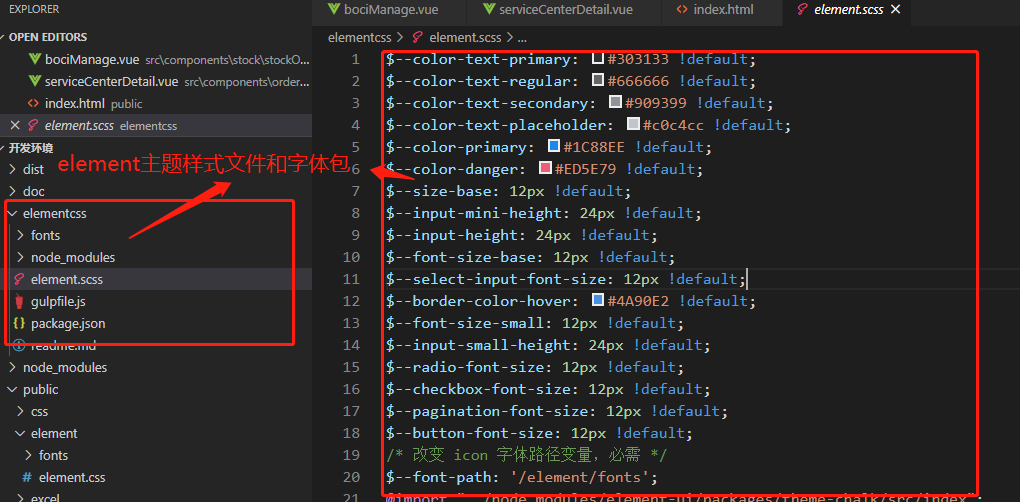 EXPLORER
OPEN EDITORS
bociManage.vue src\components\stock\stockO...
serviceCenterDetail.vue src\components\order...
index.html public
element.scss elementcss
开发环境
dist
doc
elementcss
fonts
node_modules
element.scss
gulpfile.js
package.json
readme.md
node_modules
public
css
element
fonts
element.css
excel
element主题样式文件和字体包
bociManage.vue
serviceCenterDetail.vue
index.html
element.scss
elementcss > element.scss > ...
1 $--color-text-primary: #303133 !default;
2 $--color-text-regular: #666666 !default;
3 $--color-text-secondary: #909399 !default;
4 $--color-text-placeholder: #c0c4cc !default;
5 $--color-primary: #1C88EE !default;
6 $--color-danger: #ED5E79 !default;
7 $--size-base: 12px !default;
8 $--input-mini-height: 24px !default;
9 $--input-height: 24px !default;
10 $--font-size-base: 12px !default;
11 $--select-input-font-size: 12px !default;
12 $--border-color-hover: #4A90E2 !default;
13 $--font-size-small: 12px !default;
14 $--input-small-height: 24px !default;
15 $--radio-font-size: 12px !default;
16 $--checkbox-font-size: 12px !default;
17 $--pagination-font-size: 12px !default;
18 $--button-font-size: 12px !default;
19 /* 改变 icon 字体路径变量，必需 */
20 $--font-path: '/element/fonts';
21 @import "../node_modules/element-ui/packages/theme-chalk/src/index";